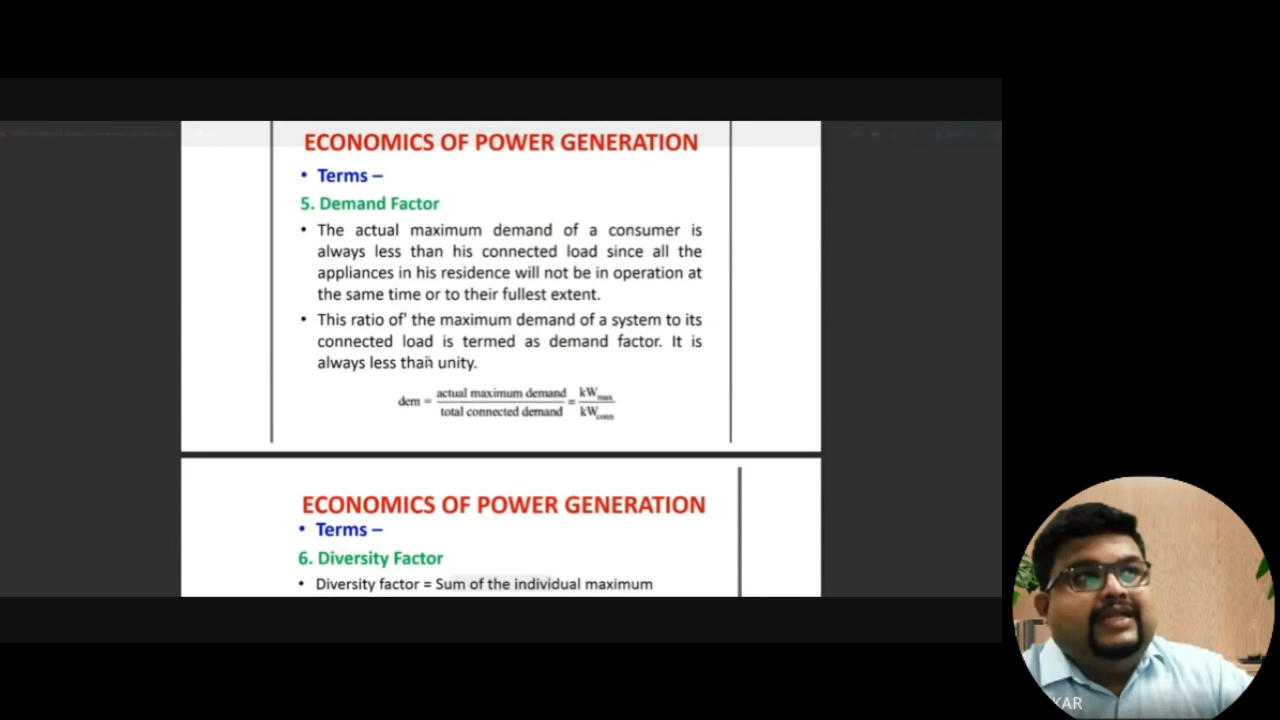 ECONOMICS OF POWER GENERATION
• Terms –
5. Demand Factor
• The actual maximum demand of a consumer is
always less than his connected load since all the
appliances in his residence will not be in operation at
the same time or to their fullest extent.
• This ratio of' the maximum demand of a system to its
connected load is termed as demand factor. It is
always less than unity.
dem = actual maximum demand / total connected demand = kWmax / kWconn
ECONOMICS OF POWER GENERATION
• Terms –
6. Diversity Factor
• Diversity factor = Sum of the individual maximum
KAR